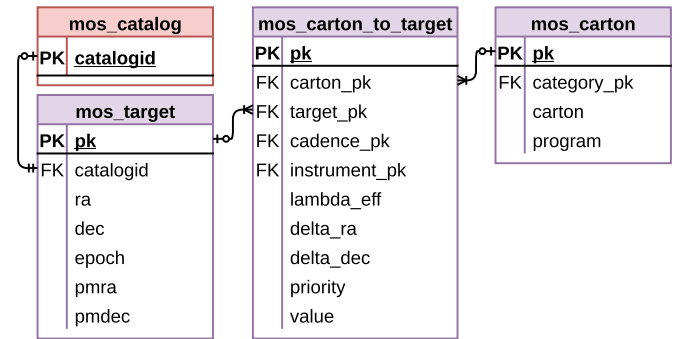 mos_catalog
PK catalogid
mos_target
PK pk
FK catalogid
ra
dec
epoch
pmra
pmdec
mos_carton_to_target
PK pk
FK carton_pk
FK target_pk
FK cadence_pk
FK instrument_pk
lambda_eff
delta_ra
delta_dec
priority
value
mos_carton
PK pk
FK category_pk
carton
program